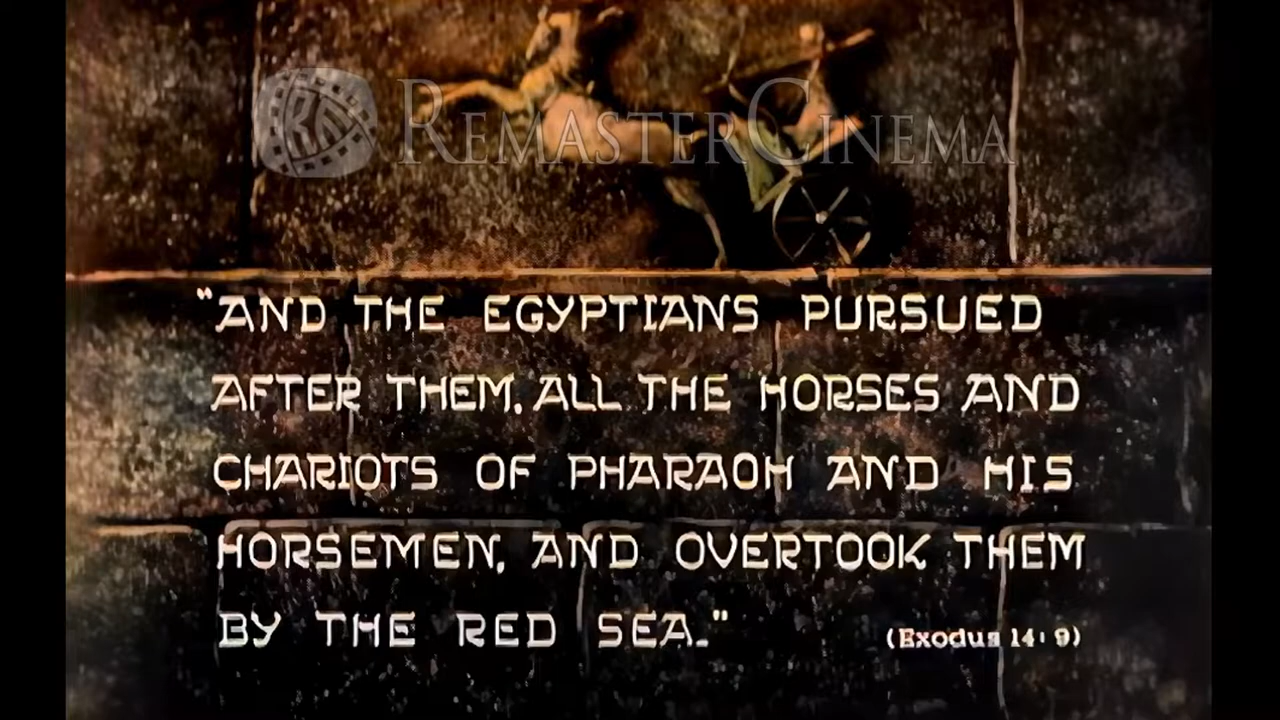 REMASTERCINEMA
"AND THE EGYPTIANS PURSUED
AFTER THEM, ALL THE HORSES AND
CHARIOTS OF PHARAOH AND HIS
HORSEMEN, AND OVERTOOK THEM
BY THE RED SEA."
(Exodus 14:9)